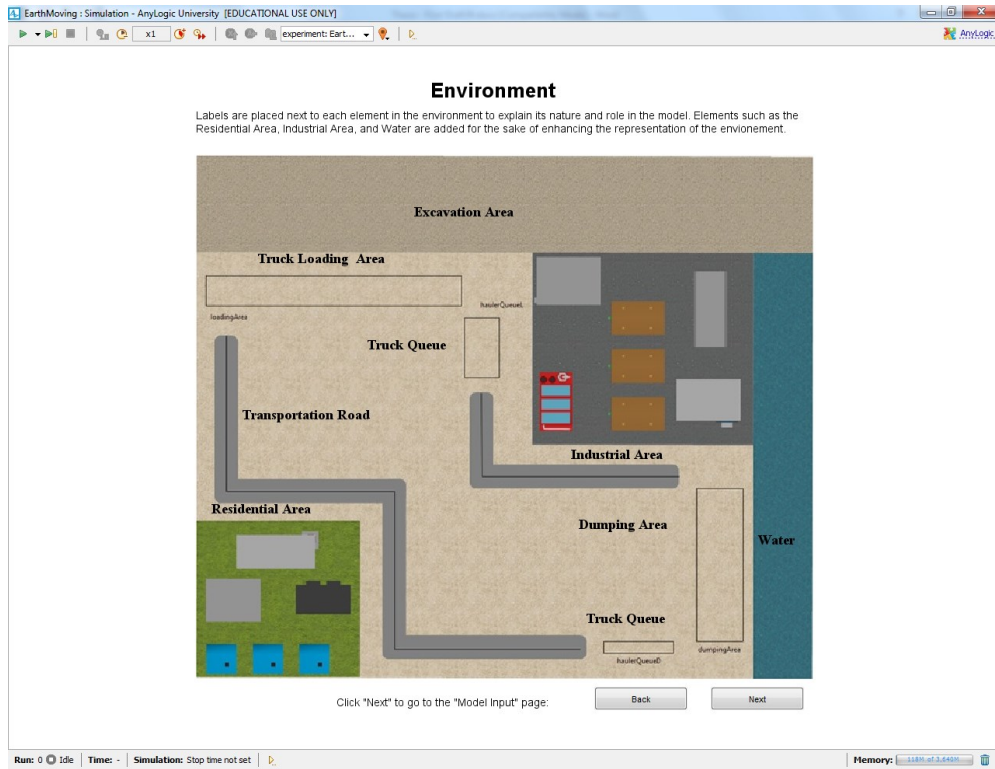 EarthMoving : Simulation - AnyLogic University [EDUCATIONAL USE ONLY]
x1 experiment: Eart... AnyLogic
Environment
Labels are placed next to each element in the environment to explain its nature and role in the model. Elements such as the
Residential Area, Industrial Area, and Water are added for the sake of enhancing the representation of the envionement.
Excavation Area
Truck Loading Area
haulerQueueL
loadingArea
Truck Queue
Transportation Road
Industrial Area
Residential Area
Dumping Area
Water
Truck Queue
dumpingArea
haulerQueueD
Click "Next" to go to the "Model Input" page:
Back
Next
Run: 0 Idle Time: - Simulation: Stop time not set Memory: 118M of 3,640M